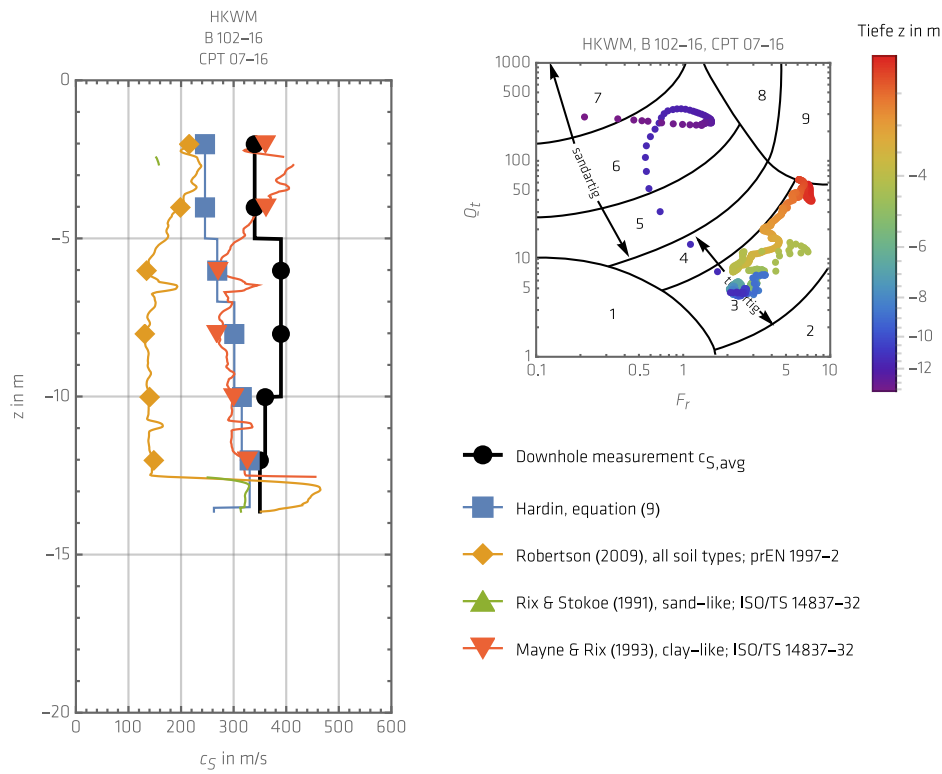 HKWM
B 102–16
CPT 07–16
0
−5
−10
−15
−20
z in m
0 100 200 300 400 500 600
c_S in m/s
HKWM, B 102–16, CPT 07–16
1000
500
100
50
10
5
1
Q_t
0.1 0.5 1 5 10
F_r
7
8
9
6
5
4
3
1
2
sandartig
Tiefe z in m
−4
−6
−8
−10
−12
Downhole measurement c_S,avg
Hardin, equation (9)
Robertson (2009), all soil types; prEN 1997–2
Rix & Stokoe (1991), sand–like; ISO/TS 14837–32
Mayne & Rix (1993), clay–like; ISO/TS 14837–32